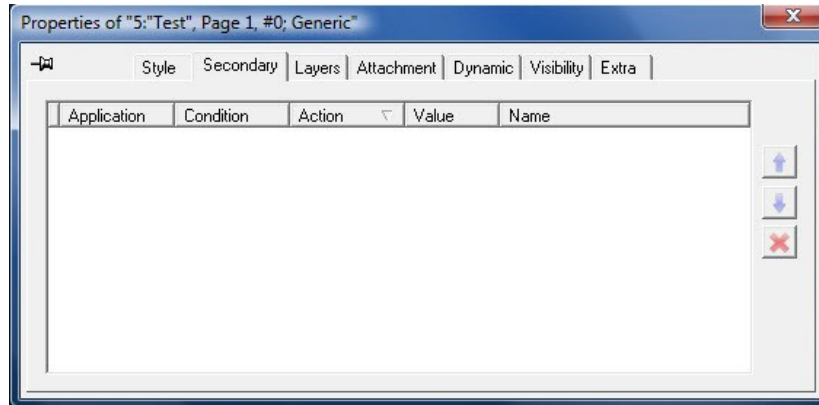 Properties of "5:"Test", Page 1, #0; Generic"
Style Secondary Layers Attachment Dynamic Visibility Extra
Application Condition Action Value Name